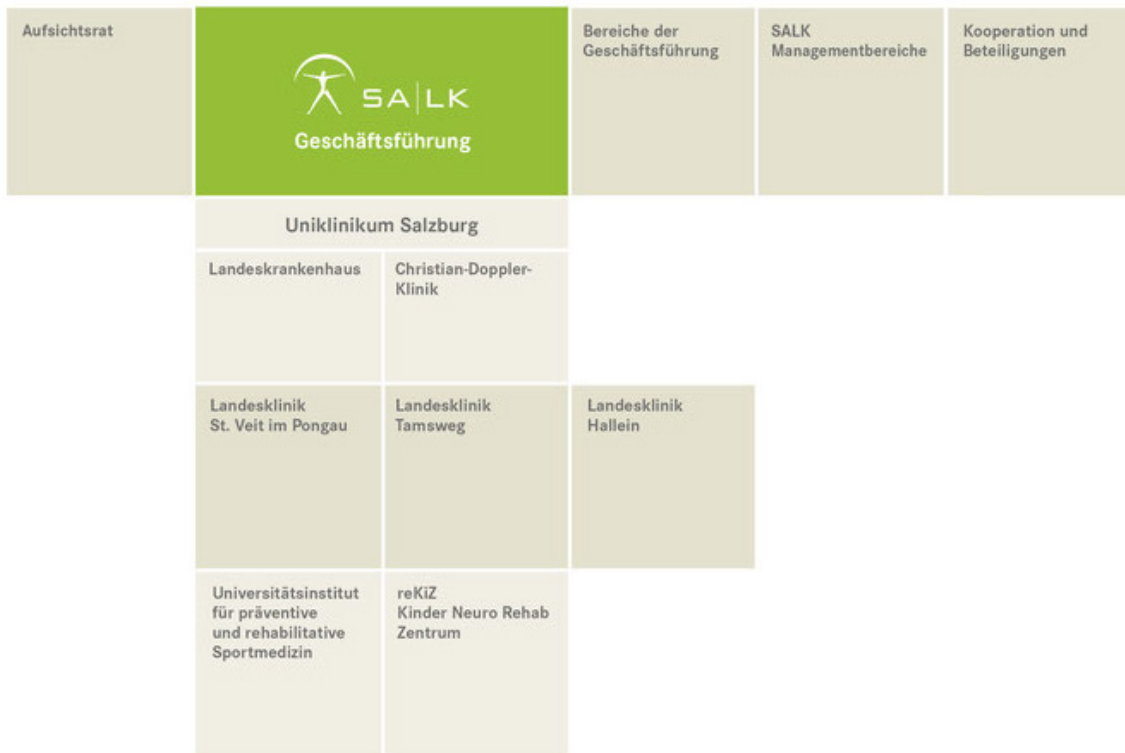 Aufsichtsrat
SA|LK
Geschäftsführung
Bereiche der
Geschäftsführung
SALK
Managementbereiche
Kooperation und
Beteiligungen
Uniklinikum Salzburg
Landeskrankenhaus
Christian-Doppler-
Klinik
Landesklinik
St. Veit im Pongau
Landesklinik
Tamsweg
Landesklinik
Hallein
Universitätsinstitut
für präventive
und rehabilitative
Sportmedizin
reKiZ
Kinder Neuro Rehab
Zentrum